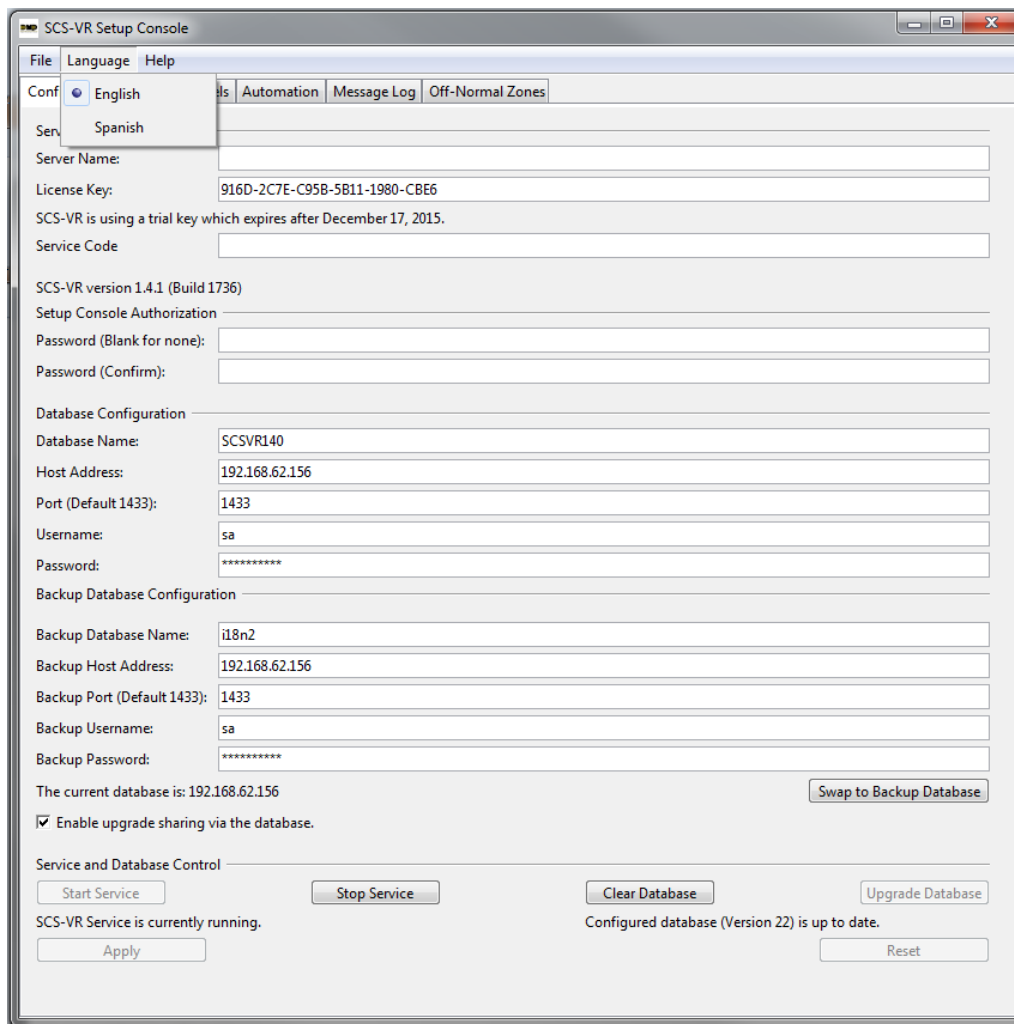 DMP SCS-VR Setup Console
File Language Help
Conf
els Automation Message Log Off-Normal Zones
English
Spanish
Serv
Server Name:
License Key: 916D-2C7E-C95B-5B11-1980-CBE6
SCS-VR is using a trial key which expires after December 17, 2015.
Service Code
SCS-VR version 1.4.1 (Build 1736)
Setup Console Authorization
Password (Blank for none):
Password (Confirm):
Database Configuration
Database Name: SCSVR140
Host Address: 192.168.62.156
Port (Default 1433): 1433
Username: sa
Password: **********
Backup Database Configuration
Backup Database Name: i18n2
Backup Host Address: 192.168.62.156
Backup Port (Default 1433): 1433
Backup Username: sa
Backup Password: **********
The current database is: 192.168.62.156 Swap to Backup Database
Enable upgrade sharing via the database.
Service and Database Control
Start Service Stop Service Clear Database Upgrade Database
SCS-VR Service is currently running. Configured database (Version 22) is up to date.
Apply Reset